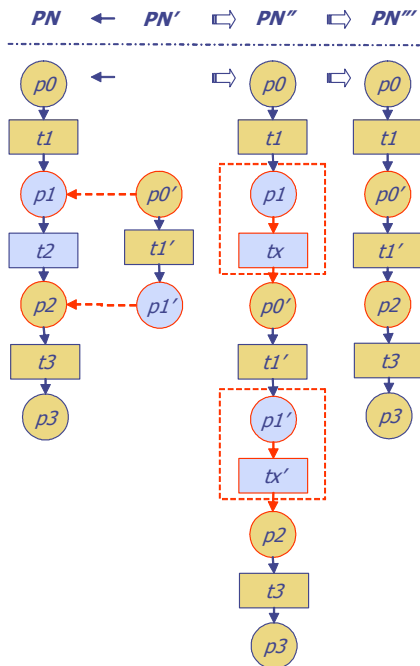 PN PN′ PN″ PN‴
p0 p0 p0
t1 t1 t1
p1 p0′ p1 p0′
t2 t1′ tx t1′
p2 p1′ p0′ p2
t3 t1′ t3
p3 p1′ p3
tx′
p2
t3
p3